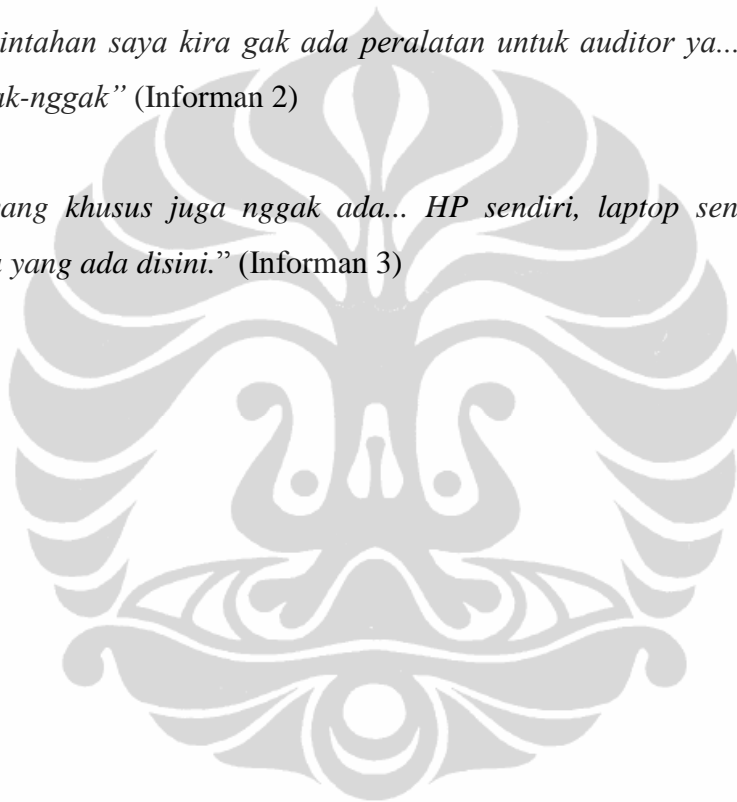 intahan saya kira gak ada peralatan untuk auditor ya...
ak-nggak” (Informan 2)
ang khusus juga nggak ada... HP sendiri, laptop sen
yang ada disini.” (Informan 3)